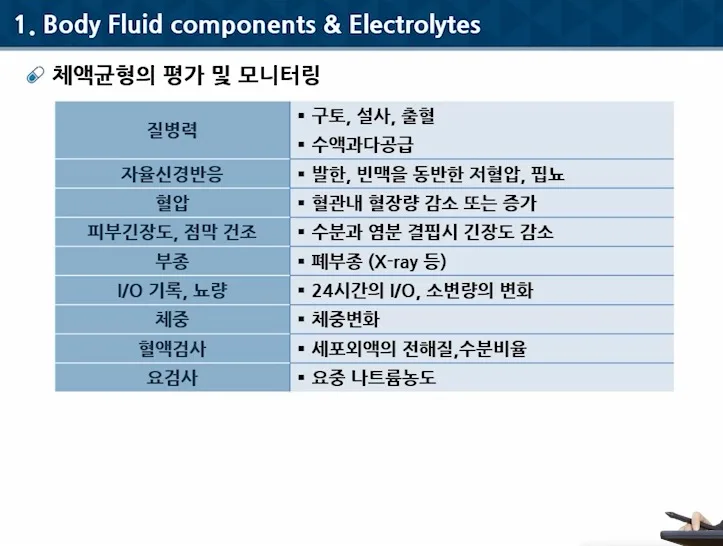 1. Body Fluid components & Electrolytes
체액균형의 평가 및 모니터링
질병력
▪ 구토, 설사, 출혈
▪ 수액과다공급
자율신경반응
▪ 발한, 빈맥을 동반한 저혈압, 핍뇨
혈압
▪ 혈관내 혈장량 감소 또는 증가
피부긴장도, 점막 건조
▪ 수분과 염분 결핍시 긴장도 감소
부종
▪ 폐부종 (X-ray 등)
I/O 기록, 뇨량
▪ 24시간의 I/O, 소변량의 변화
체중
▪ 체중변화
혈액검사
▪ 세포외액의 전해질,수분비율
요검사
▪ 요중 나트륨농도